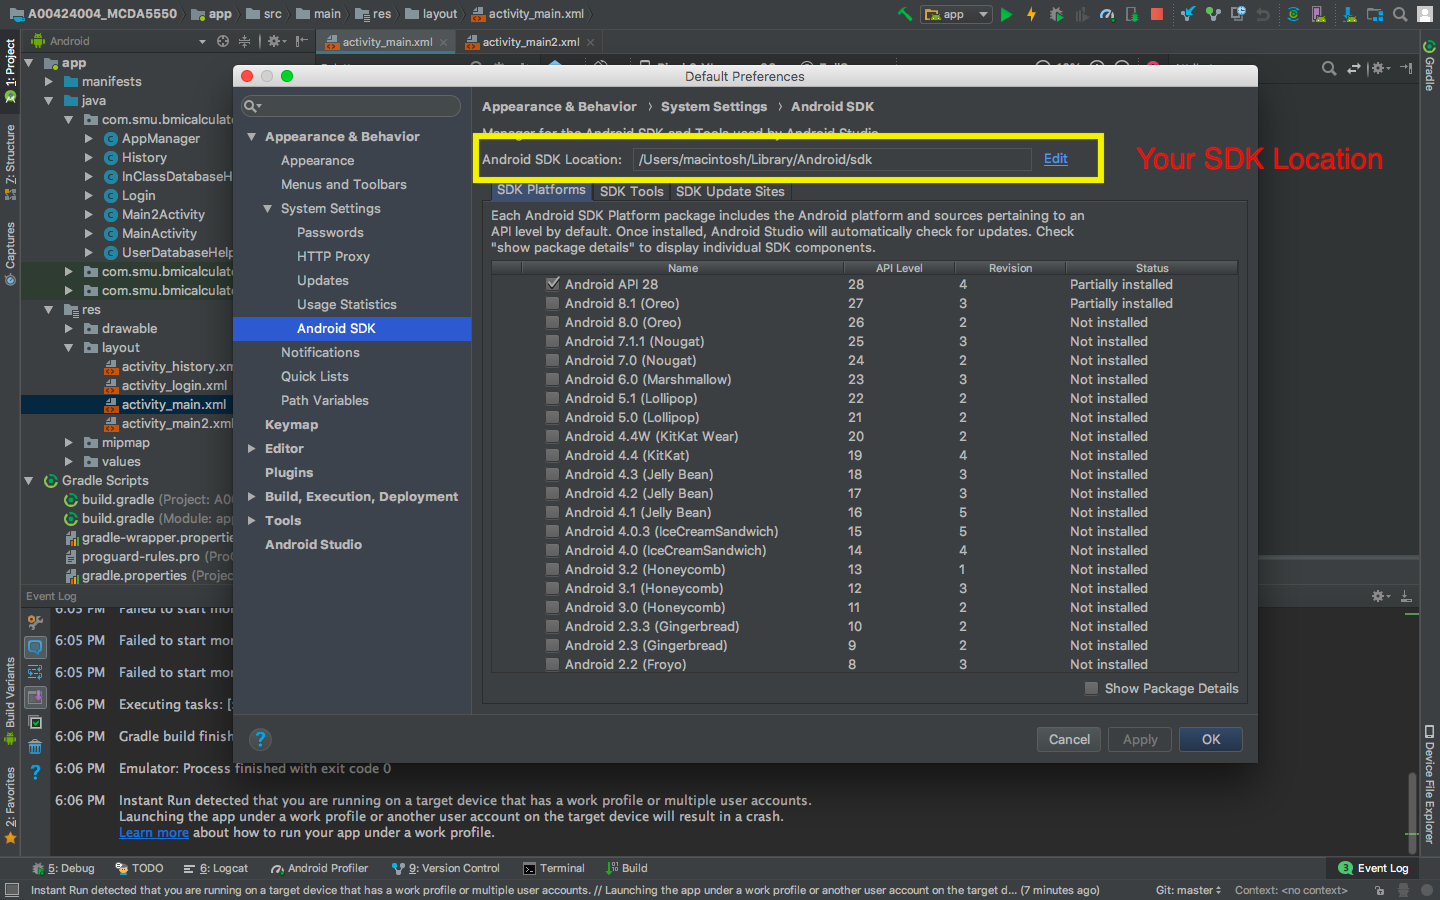 A00424004_MCDA5550
app
src
main
res
layout
activity_main.xml
app
Android
activity_main.xml
activity_main2.xml
1: Project
Z: Structure
Captures
Build Variants
2: Favorites
Gradle
Device File Explorer
app
manifests
java
com.smu.bmicalculato
AppManager
History
InClassDatabaseH
Login
Main2Activity
MainActivity
UserDatabaseHelp
com.smu.bmicalculato
com.smu.bmicalculato
res
drawable
layout
activity_history.xm
activity_login.xml
activity_main.xml
activity_main2.xml
mipmap
values
Gradle Scripts
build.gradle (Project: A00
build.gradle (Module: app
gradle-wrapper.propertie
proguard-rules.pro (ProG
gradle.properties (Project
Default Preferences
Appearance & Behavior
Appearance
Menus and Toolbars
System Settings
Passwords
HTTP Proxy
Updates
Usage Statistics
Android SDK
Notifications
Quick Lists
Path Variables
Keymap
Editor
Plugins
Build, Execution, Deployment
Tools
Android Studio
Appearance & Behavior › System Settings › Android SDK
Manager for the Android SDK and Tools used by Android Studio
Android SDK Location: /Users/macintosh/Library/Android/sdk Edit
Your SDK Location
SDK Platforms SDK Tools SDK Update Sites
Each Android SDK Platform package includes the Android platform and sources pertaining to an
API level by default. Once installed, Android Studio will automatically check for updates. Check
"show package details" to display individual SDK components.
Name API Level Revision Status
Android API 28 28 4 Partially installed
Android 8.1 (Oreo) 27 3 Partially installed
Android 8.0 (Oreo) 26 2 Not installed
Android 7.1.1 (Nougat) 25 3 Not installed
Android 7.0 (Nougat) 24 2 Not installed
Android 6.0 (Marshmallow) 23 3 Not installed
Android 5.1 (Lollipop) 22 2 Not installed
Android 5.0 (Lollipop) 21 2 Not installed
Android 4.4W (KitKat Wear) 20 2 Not installed
Android 4.4 (KitKat) 19 4 Not installed
Android 4.3 (Jelly Bean) 18 3 Not installed
Android 4.2 (Jelly Bean) 17 3 Not installed
Android 4.1 (Jelly Bean) 16 5 Not installed
Android 4.0.3 (IceCreamSandwich) 15 5 Not installed
Android 4.0 (IceCreamSandwich) 14 4 Not installed
Android 3.2 (Honeycomb) 13 1 Not installed
Android 3.1 (Honeycomb) 12 3 Not installed
Android 3.0 (Honeycomb) 11 2 Not installed
Android 2.3.3 (Gingerbread) 10 2 Not installed
Android 2.3 (Gingerbread) 9 2 Not installed
Android 2.2 (Froyo) 8 3 Not installed
Show Package Details
Cancel Apply OK
Event Log
6:05 PM Failed to start mor
6:05 PM Failed to start mor
6:05 PM Failed to start mor
6:06 PM Executing tasks: [:
6:06 PM Gradle build finish
6:06 PM Emulator: Process finished with exit code 0
6:06 PM Instant Run detected that you are running on a target device that has a work profile or multiple user accounts.
Launching the app under a work profile or another user account on the target device will result in a crash.
Learn more about how to run your app under a work profile.
5: Debug TODO 6: Logcat Android Profiler 9: Version Control Terminal Build 3 Event Log
Instant Run detected that you are running on a target device that has a work profile or multiple user accounts. // Launching the app under a work profile or another user account on the target d... (7 minutes ago) Git: master Context: <no context>